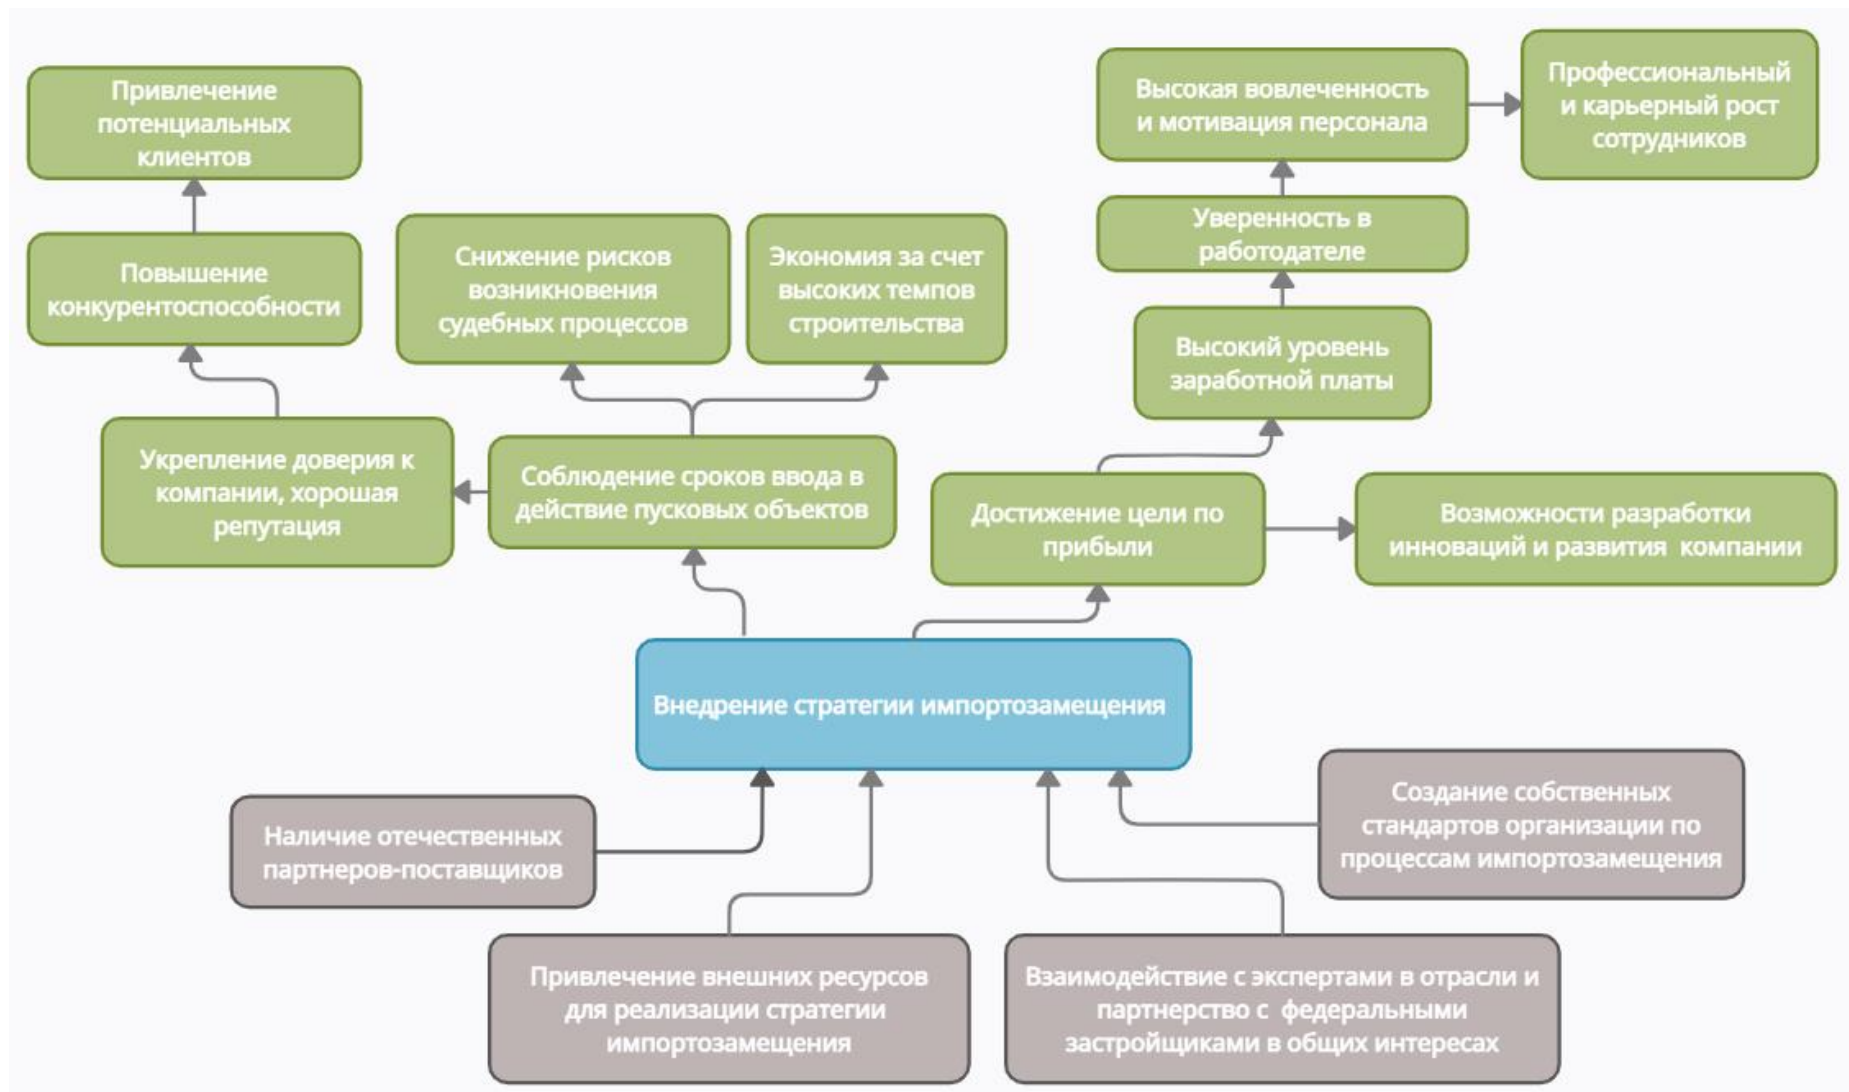 Привлечение
потенциальных
клиентов
Высокая вовлеченность
и мотивация персонала
Профессиональный
и карьерный рост
сотрудников
Повышение
конкурентоспособности
Снижение рисков
возникновения
судебных процессов
Экономия за счет
высоких темпов
строительства
Уверенность в
работодателе
Высокий уровень
заработной платы
Укрепление доверия к
компании, хорошая
репутация
Соблюдение сроков ввода в
действие пусковых объектов
Достижение цели по
прибыли
Возможности разработки
инноваций и развития компании
Внедрение стратегии импортозамещения
Наличие отечественных
партнеров-поставщиков
Создание собственных
стандартов организации по
процессам импортозамещения
Привлечение внешних ресурсов
для реализации стратегии
импортозамещения
Взаимодействие с экспертами в отрасли и
партнерство с федеральными
застройщиками в общих интересах